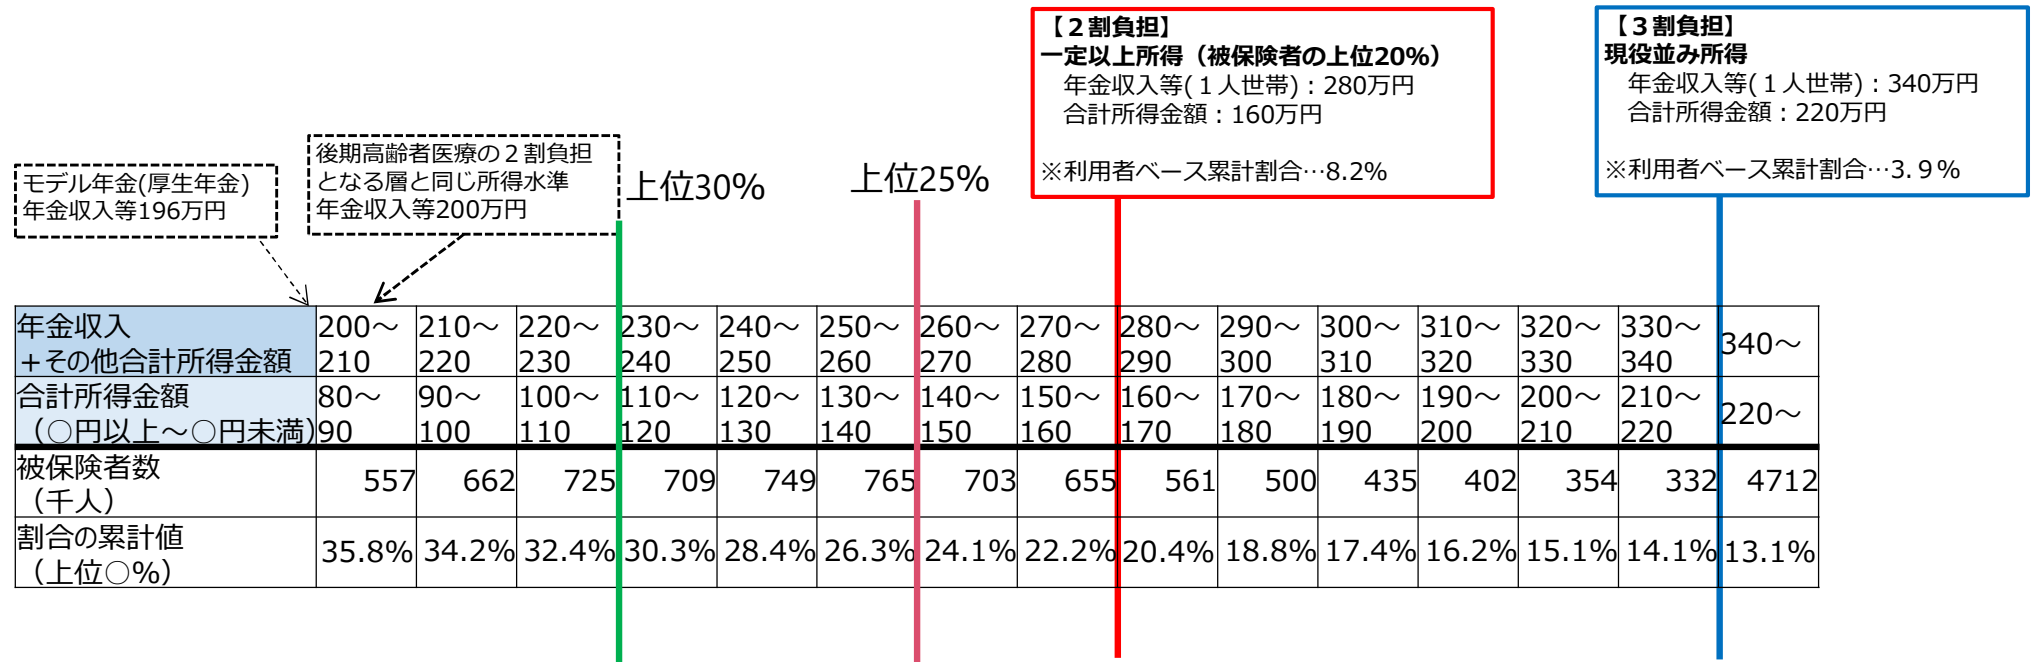 【２割負担】
一定以上所得（被保険者の上位20%）
年金収入等(１人世帯)：280万円
合計所得金額：160万円
※利用者ベース累計割合…8.2%
【３割負担】
現役並み所得
年金収入等(１人世帯)：340万円
合計所得金額：220万円
※利用者ベース累計割合…3.９%
モデル年金(厚生年金)
年金収入等196万円
後期高齢者医療の２割負担
となる層と同じ所得水準
年金収入等200万円
上位30%
上位25%
年金収入
＋その他合計所得金額
200～
210
210～
220
220～
230
230～
240
240～
250
250～
260
260～
270
270～
280
280～
290
290～
300
300～
310
310～
320
320～
330
330～
340
340～
合計所得金額
（○円以上～○円未満）
80～
90
90～
100
100～
110
110～
120
120～
130
130～
140
140～
150
150～
160
160～
170
170～
180
180～
190
190～
200
200～
210
210～
220
220～
被保険者数
（千人）
557 662 725 709 749 765 703 655 561 500 435 402 354 332 4712
割合の累計値
（上位○%）
35.8% 34.2% 32.4% 30.3% 28.4% 26.3% 24.1% 22.2% 20.4% 18.8% 17.4% 16.2% 15.1% 14.1% 13.1%